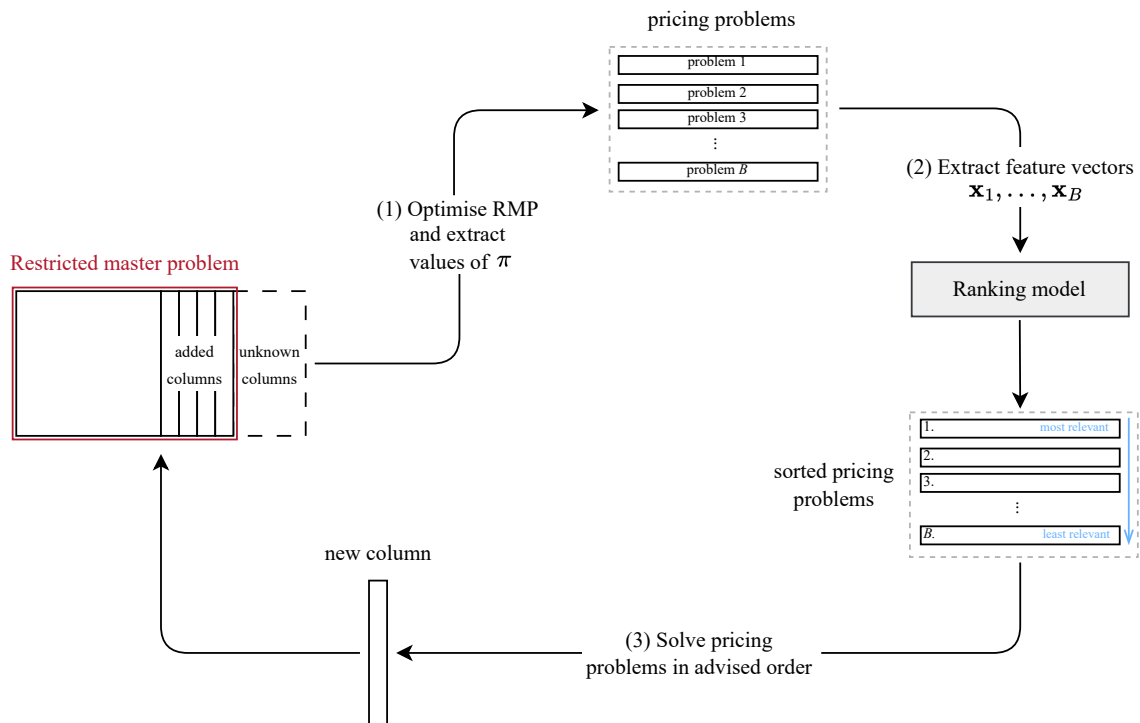 pricing problems
problem 1
problem 2
problem 3
⋮
problem B
(1) Optimise RMP
and extract
values of π
(2) Extract feature vectors
x₁, . . . , x_B
Restricted master problem
added
columns
unknown
columns
Ranking model
1. most relevant
2.
3.
⋮
B. least relevant
sorted pricing
problems
new column
(3) Solve pricing
problems in advised order